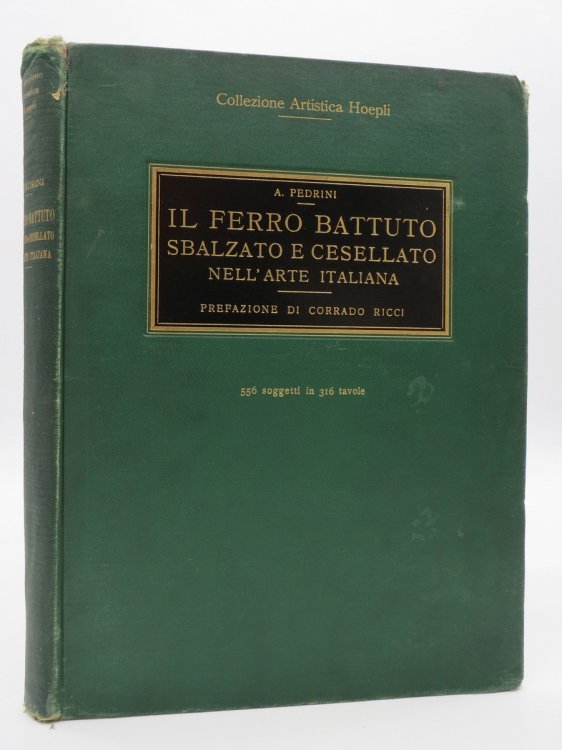 Collezione Artistica Hoepli
A. PEDRINI
IL FERRO BATTUTO
SBALZATO E CESELLATO
NELL'ARTE ITALIANA
PREFAZIONE DI CORRADO RICCI
556 soggetti in 316 tavole